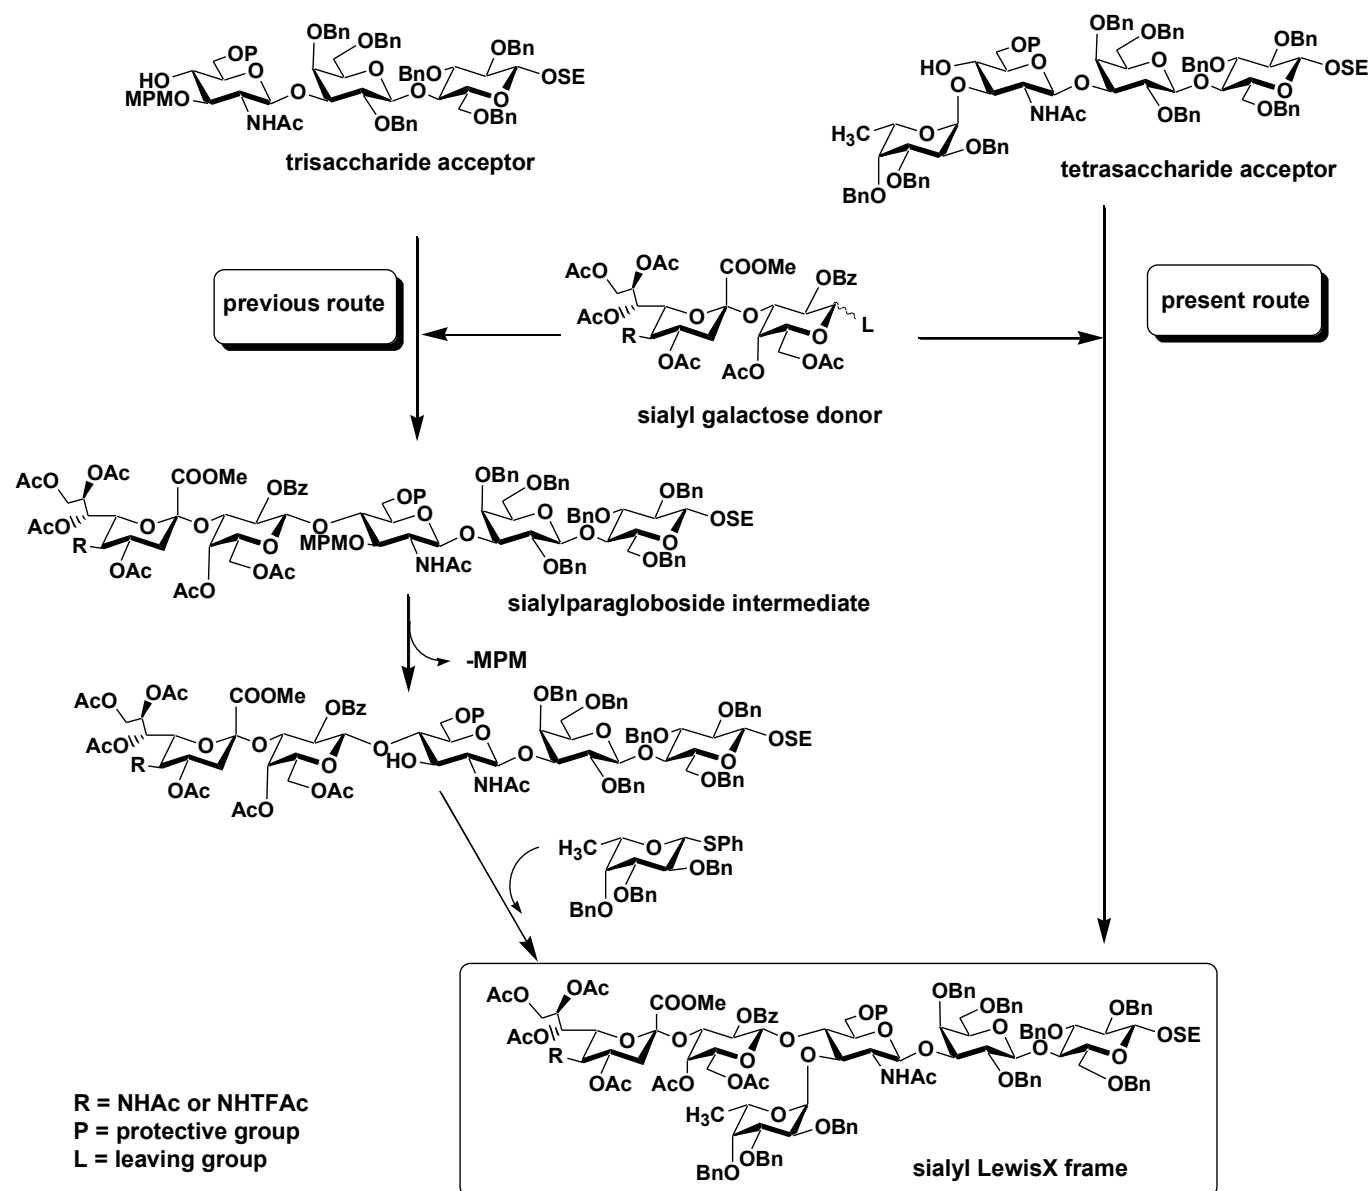 OBn
OBn
OBn
OP
HO
O
O
O
BnO
OSE
MPMO
O
O
O
NHAc
OBn
OBn
trisaccharide acceptor
OBn
OBn
OBn
OP
HO
O
O
O
BnO
OSE
O
O
O
O
NHAc
OBn
OBn
H3C
O
OBn
OBn
BnO
tetrasaccharide acceptor
previous route
AcO
OAc
COOMe
OBz
AcO
O
O
O
L
R
OAc
OAc
AcO
sialyl galactose donor
present route
AcO
OAc
COOMe
OBz
OP
OBn
OBn
OBn
AcO
O
O
O
O
O
O
BnO
OSE
R
O
MPMO
O
O
O
OAc
OAc
NHAc
OBn
OBn
AcO
sialylparagloboside intermediate
-MPM
AcO
OAc
COOMe
OBz
OP
OBn
OBn
OBn
AcO
O
O
O
O
O
BnO
OSE
R
O
HO
O
O
O
OAc
OAc
NHAc
OBn
OBn
AcO
H3C
O
SPh
OBn
OBn
BnO
AcO
OAc
COOMe
OBz
OP
OBn
OBn
OBn
AcO
O
O
O
O
O
O
BnO
OSE
R
O
O
O
O
O
OAc
AcO
OAc
NHAc
OBn
OBn
H3C
O
OBn
OBn
BnO
sialyl LewisX frame
R = NHAc or NHTFAc
P = protective group
L = leaving group